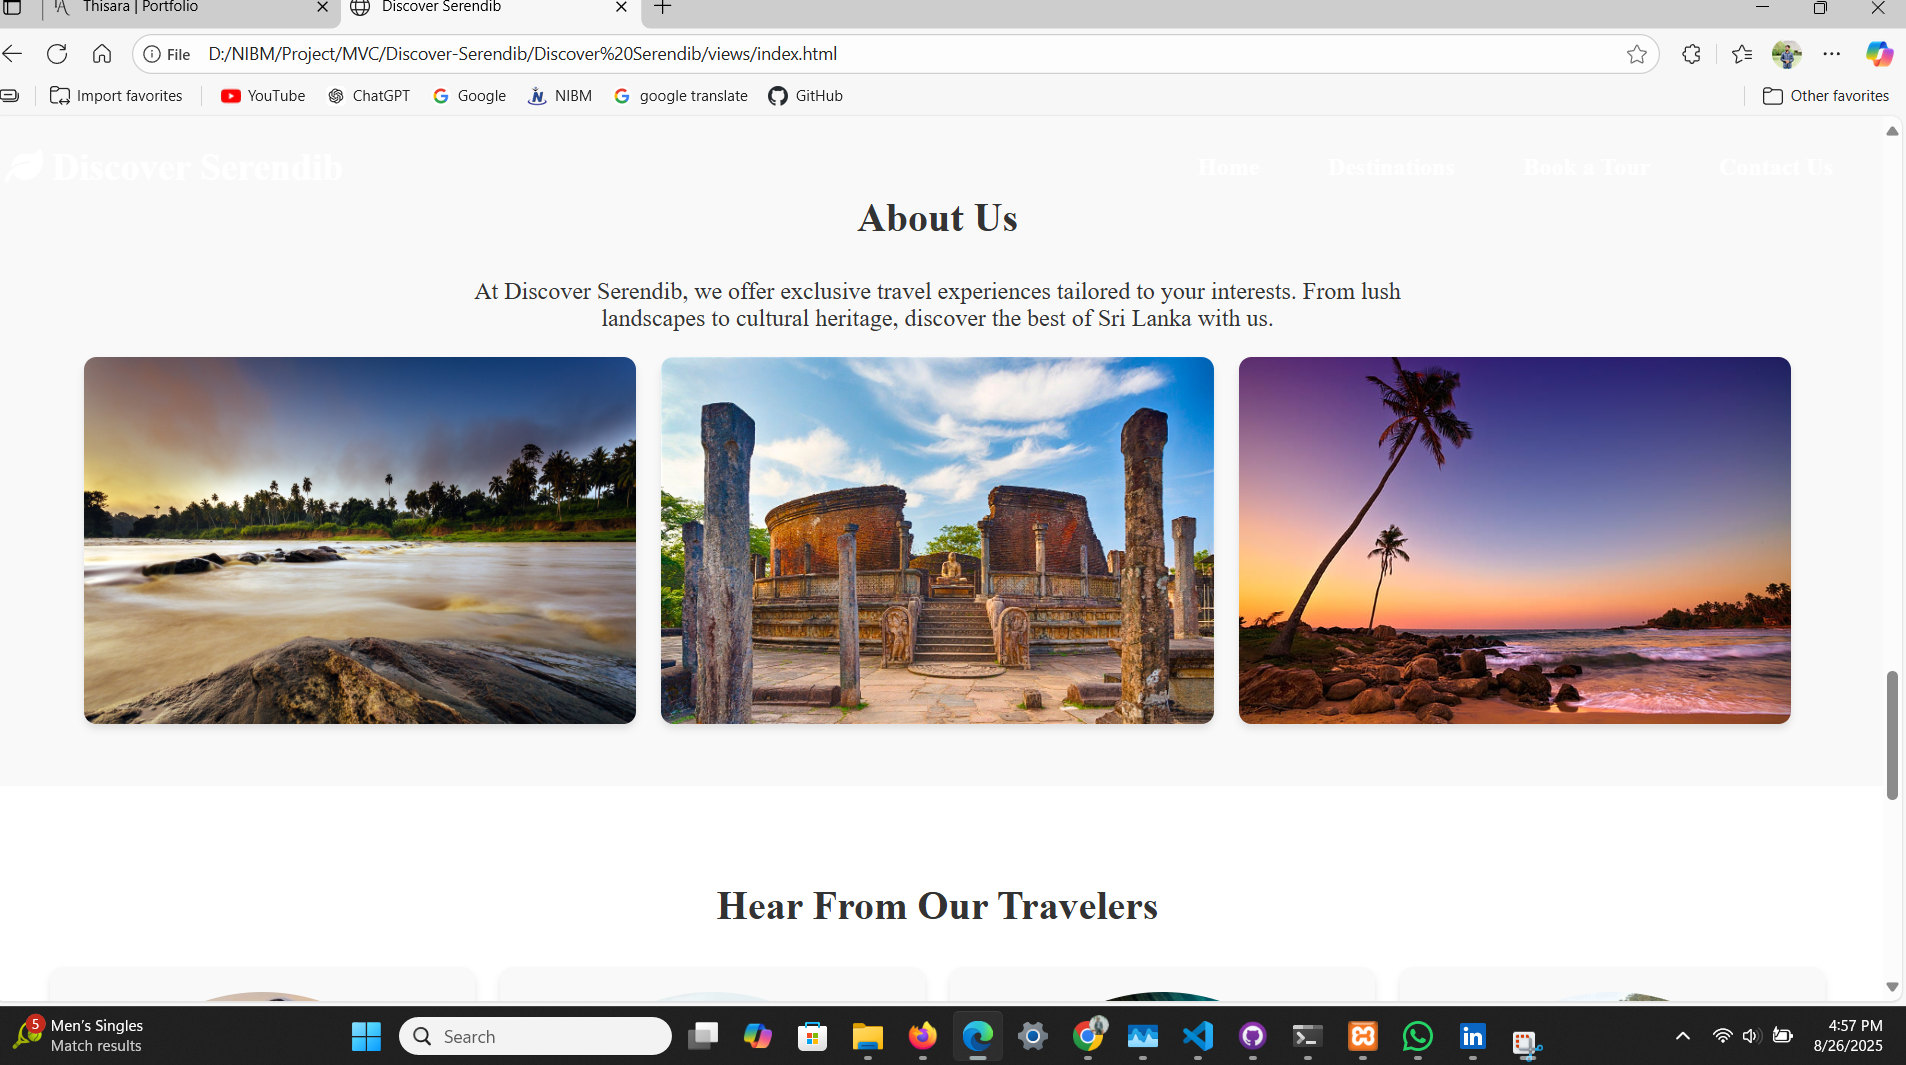 Thisara | Portfolio
Discover Serendib
File
D:/NIBM/Project/MVC/Discover-Serendib/Discover%20Serendib/views/index.html
Import favorites
YouTube
ChatGPT
Google
NIBM
google translate
GitHub
Other favorites
Discover Serendib
Home
Destinations
Book a Tour
Contact Us
About Us
At Discover Serendib, we offer exclusive travel experiences tailored to your interests. From lush
landscapes to cultural heritage, discover the best of Sri Lanka with us.
Hear From Our Travelers
5
Men's Singles
Match results
Search
4:57 PM
8/26/2025